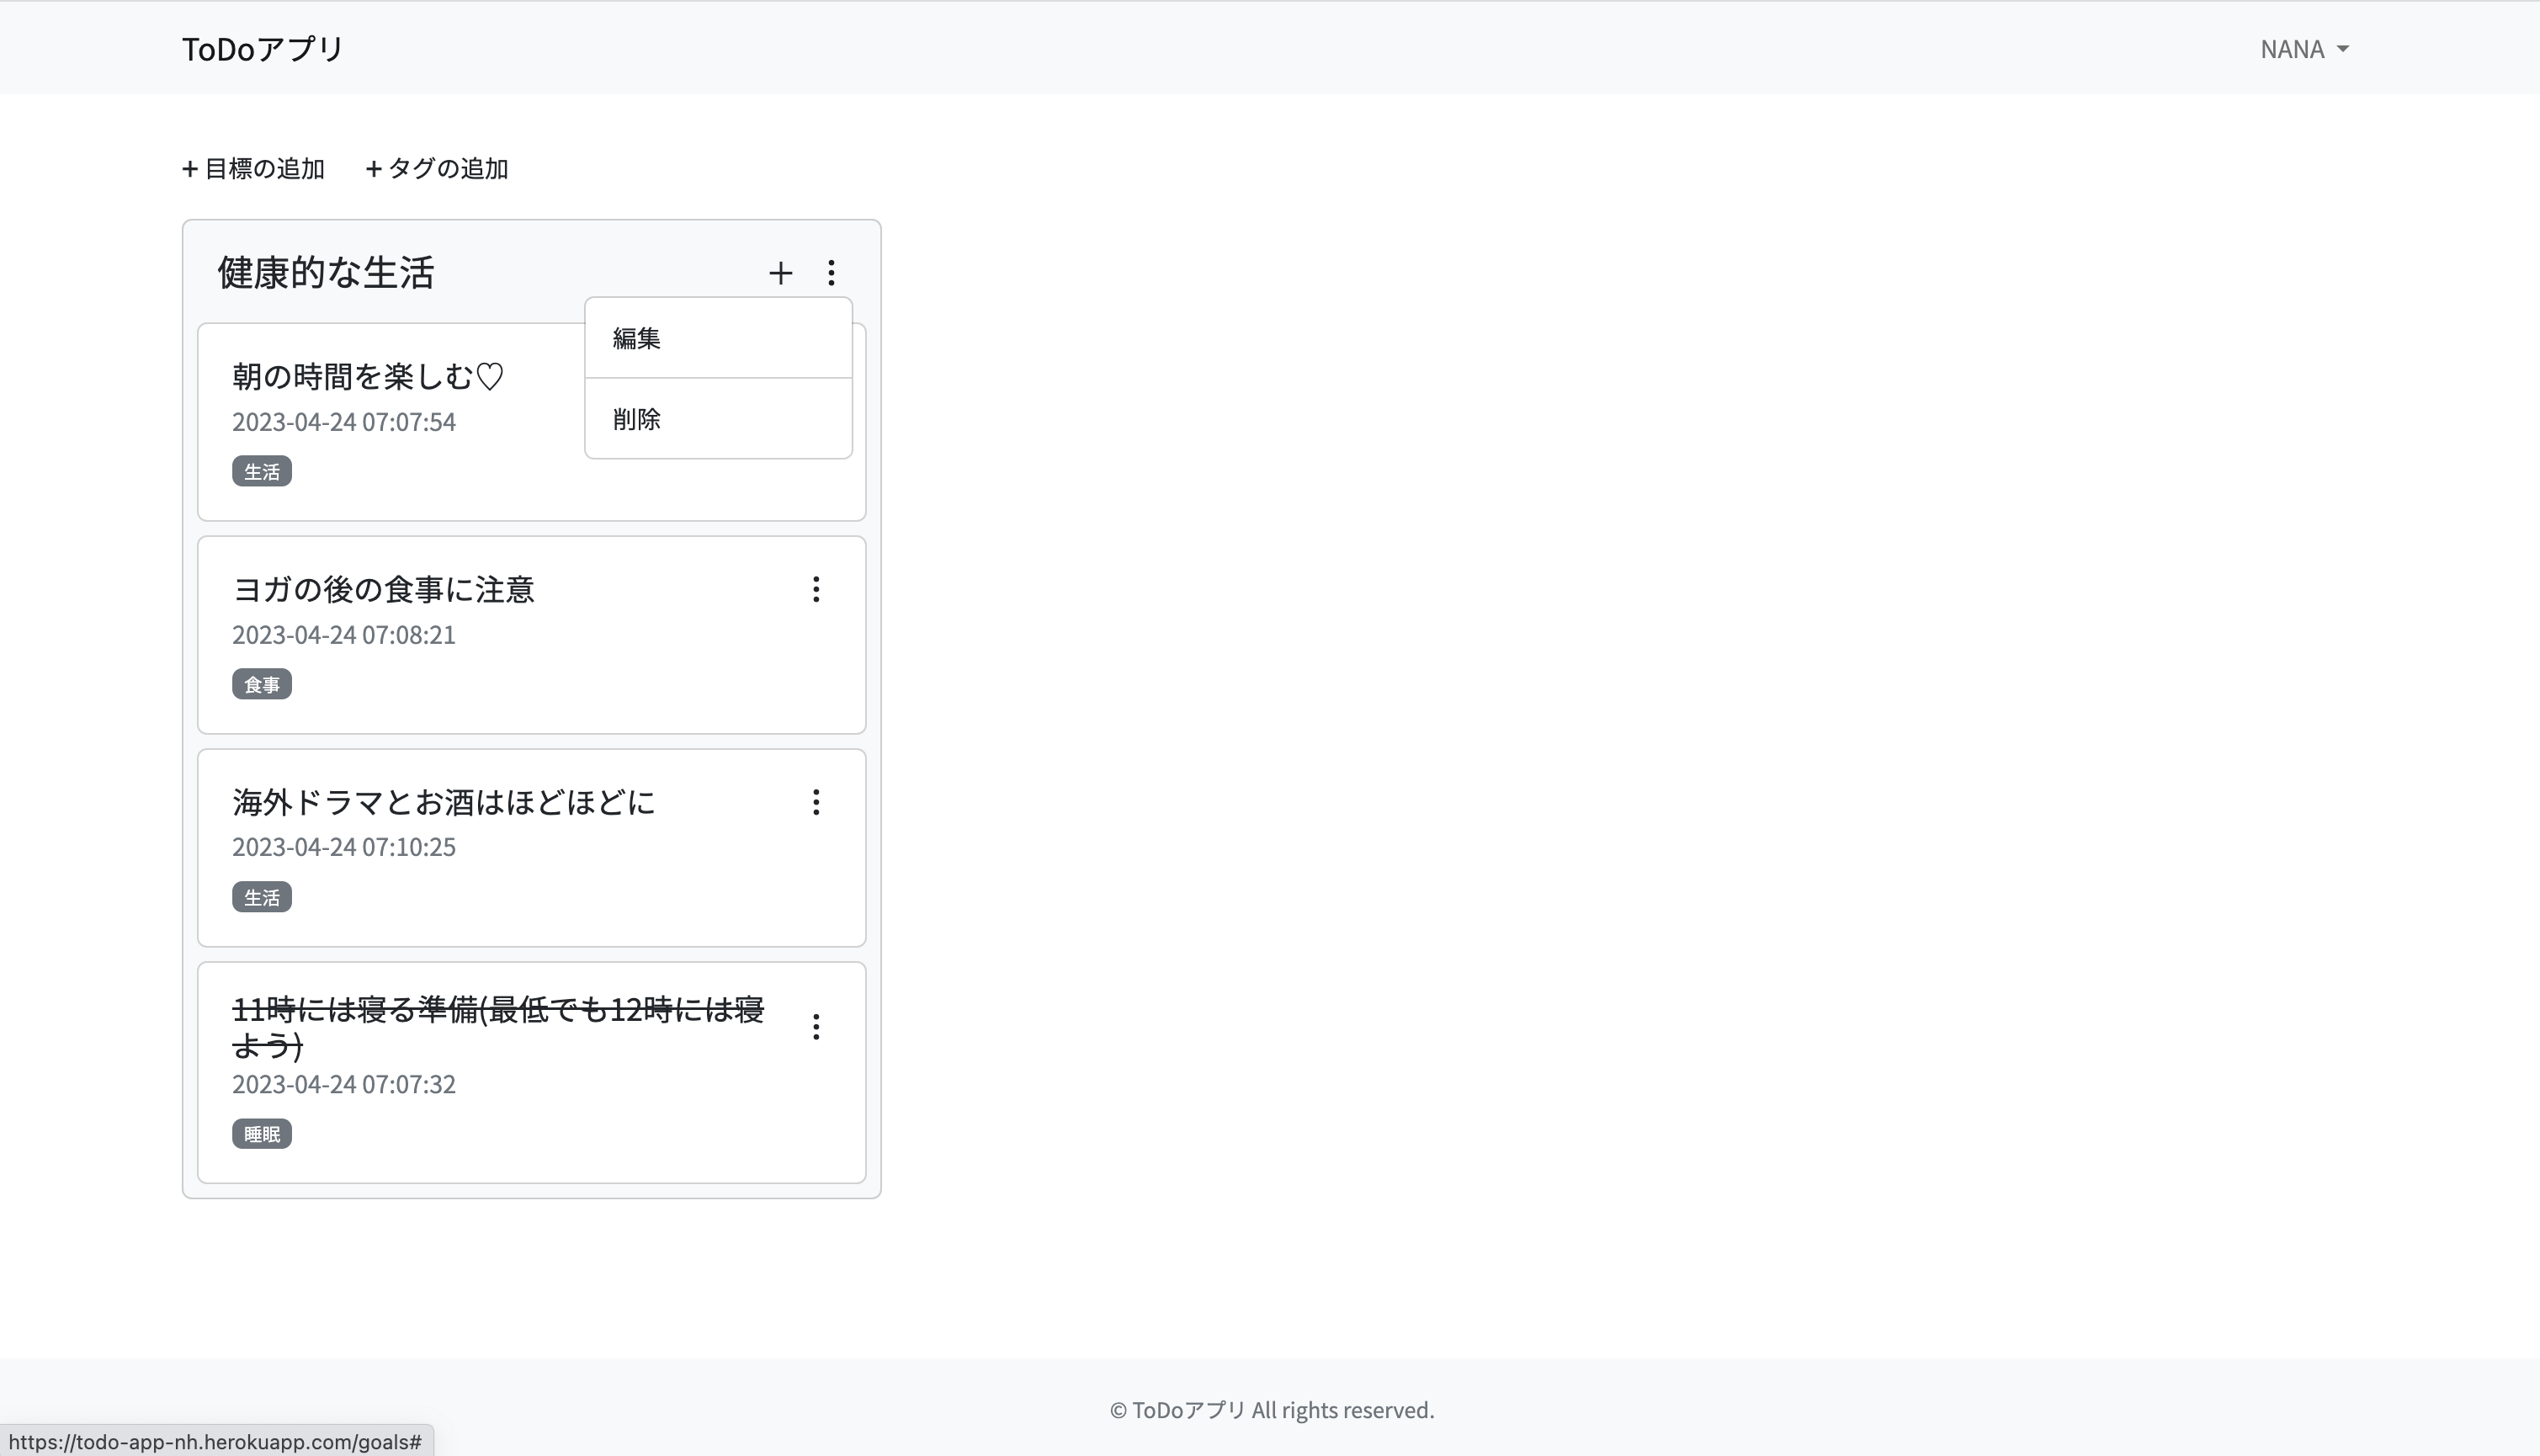 ToDoアプリ
NANA
+ 目標の追加
+ タグの追加
健康的な生活
編集
削除
朝の時間を楽しむ♡
2023-04-24 07:07:54
生活
ヨガの後の食事に注意
2023-04-24 07:08:21
食事
海外ドラマとお酒はほどほどに
2023-04-24 07:10:25
生活
11時には寝る準備(最低でも12時には寝
よう)
2023-04-24 07:07:32
睡眠
© ToDoアプリ All rights reserved.
https://todo-app-nh.herokuapp.com/goals#